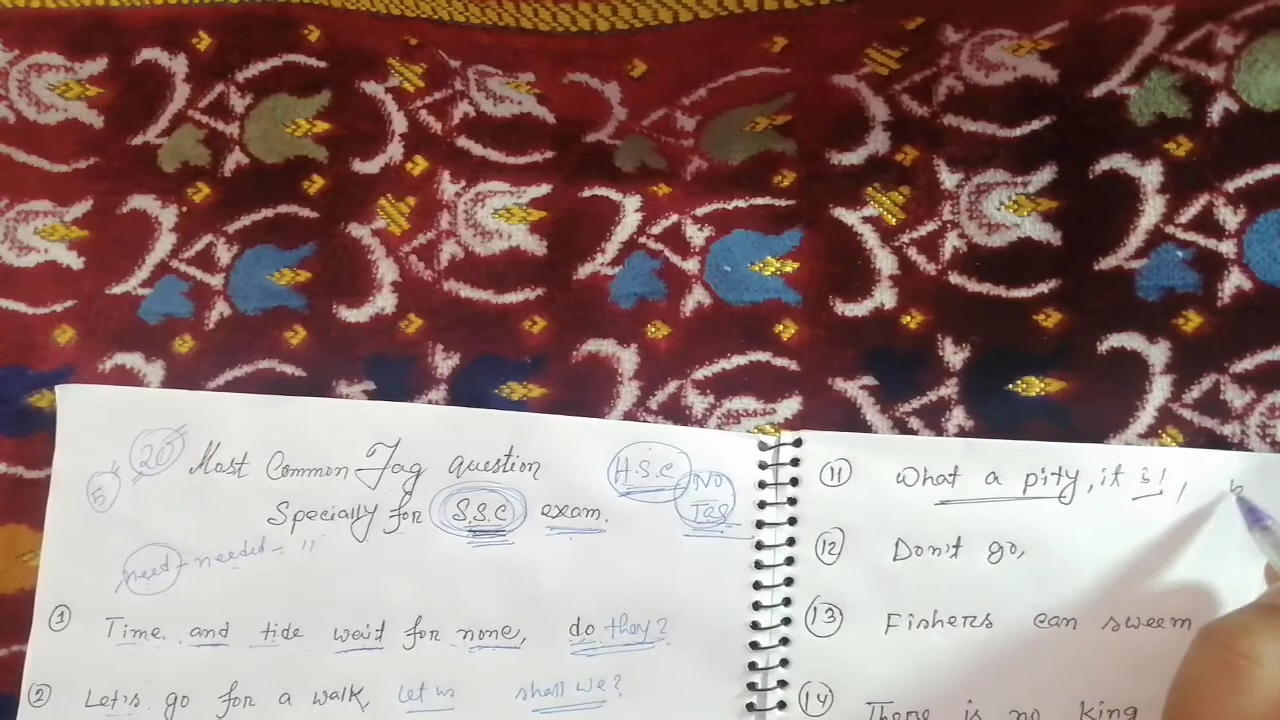 20 Most Common Tag question
5
H.S.C
No
Specially for S.S.C exam.
need - needed - "
① Time and tide wait for none, do they?
② Let's go for a walk, let us shall we?
⑪ What a pity, it is!,
⑫ Don't go,
⑬ Fishers can sweem
⑭ There is no king